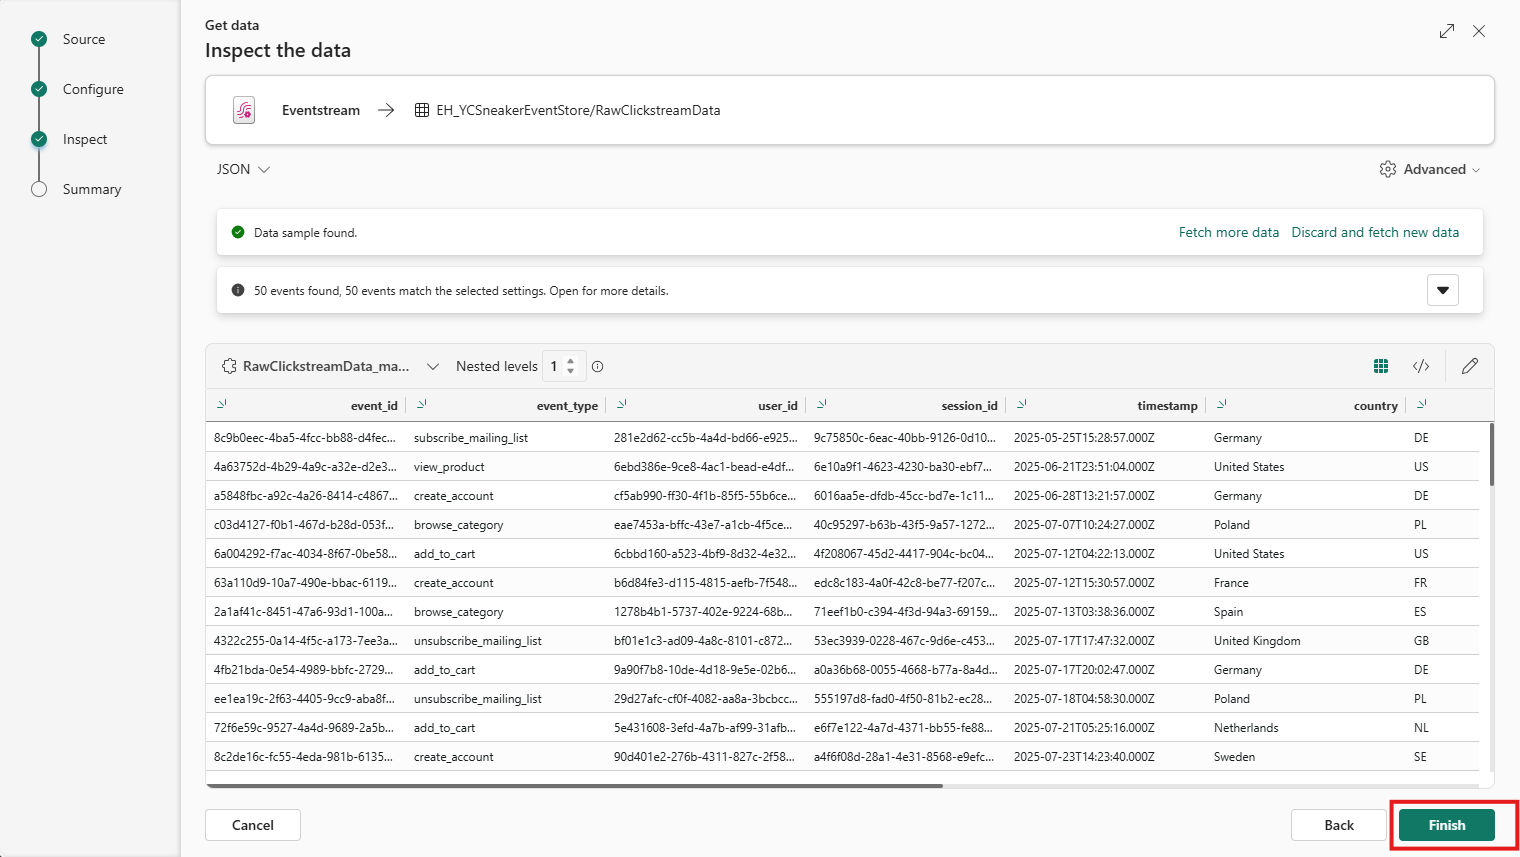 Source
Configure
Inspect
Summary
Get data
Inspect the data
Eventstream → EH_YCSneakerEventStore/RawClickstreamData
JSON
Advanced
Data sample found.
Fetch more data Discard and fetch new data
50 events found, 50 events match the selected settings. Open for more details.
RawClickstreamData_ma... Nested levels 1
event_id event_type user_id session_id timestamp country
8c9b0eec-4ba5-4fcc-bb88-d4fec... subscribe_mailing_list 281e2d62-cc5b-4a4d-bd66-e925... 9c75850c-6eac-40bb-9126-0d10... 2025-05-25T15:28:57.000Z Germany DE
4a63752d-4b29-4a9c-a32e-d2e3... view_product 6ebd386e-9ce8-4ac1-bead-e4df... 6e10a9f1-4623-4230-ba30-ebf7... 2025-06-21T23:51:04.000Z United States US
a5848fbc-a92c-4a26-8414-c4867... create_account cf5ab990-ff30-4f1b-85f5-55b6ce... 6016aa5e-dfdb-45cc-bd7e-1c11... 2025-06-28T13:21:57.000Z Germany DE
c03d4127-f0b1-467d-b28d-053f... browse_category eae7453a-bffc-43e7-a1cb-4f5ce... 40c95297-b63b-43f5-9a57-1272... 2025-07-07T10:24:27.000Z Poland PL
6a004292-f7ac-4034-8f67-0be58... add_to_cart 6cbbd160-a523-4bf9-8d32-4e32... 4f208067-45d2-4417-904c-bc04... 2025-07-12T04:22:13.000Z United States US
63a110d9-10a7-490e-bbac-6119... create_account b6d84fe3-d115-4815-aefb-7f548... edc8c183-4a0f-42c8-be77-f207c... 2025-07-12T15:30:57.000Z France FR
2a1af41c-8451-47a6-93d1-100a... browse_category 1278b4b1-5737-402e-9224-68b... 71eef1b0-c394-4f3d-94a3-69159... 2025-07-13T03:38:36.000Z Spain ES
4322c255-0a14-4f5c-a173-7ee3a... unsubscribe_mailing_list bf01e1c3-ad09-4a8c-8101-c872... 53ec3939-0228-467c-9d6e-c453... 2025-07-17T17:47:32.000Z United Kingdom GB
4fb21bda-0e54-4989-bbfc-2729... add_to_cart 9a90f7b8-10de-4d18-9e5e-02b6... a0a36b68-0055-4668-b77a-8a4d... 2025-07-17T20:02:47.000Z Germany DE
ee1ea19c-2f63-4405-9cc9-aba8f... unsubscribe_mailing_list 29d27afc-cf0f-4082-aa8a-3bcbcc... 555197d8-fad0-4f50-81b2-ec28... 2025-07-18T04:58:30.000Z Poland PL
72f6e59c-9527-4a4d-9689-2a5b... add_to_cart 5e431608-3efd-4a7b-af99-31afb... e6f7e122-4a7d-4371-bb55-fe88... 2025-07-21T05:25:16.000Z Netherlands NL
8c2de16c-fc55-4eda-981b-6135... create_account 90d401e2-276b-4311-827c-2f58... a4f6f08d-28a1-4e31-8568-e9efc... 2025-07-23T14:23:40.000Z Sweden SE
Cancel Back Finish